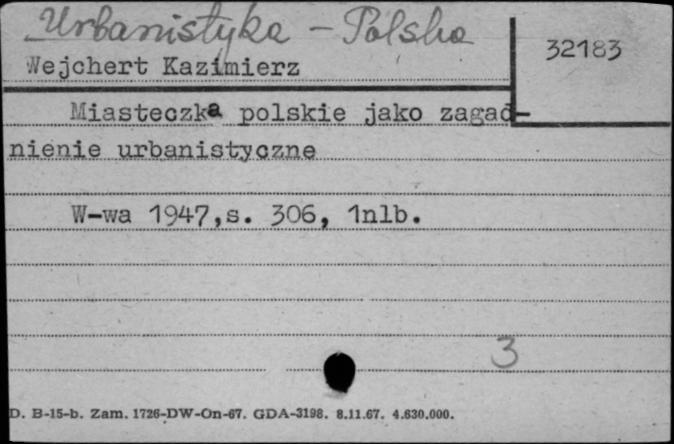 Urbanistyka - Polska
32183
Wejchert Kazimierz
Miasteczka polskie jako zagad-
nienie urbanistyczne
W-wa 1947,s. 306, 1nlb.
3
D. B-15-b. Zam. 1726-DW-On-67. GDA-3198. 8.11.67. 4.630.000.